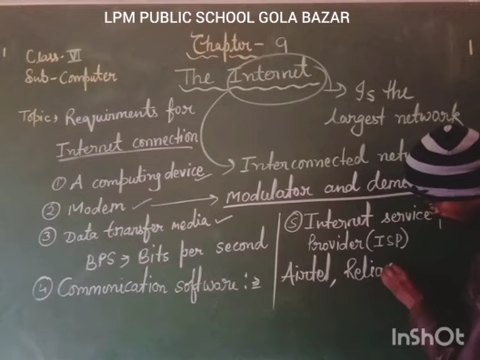 LPM PUBLIC SCHOOL GOLA BAZAR
Chapter - 9
Class - VI
Sub - Computer
The Internet
Is the
largest network
Topic, Requirments for
Internet connection
Interconnected
① A computing device
② Modem → Modulator and
③ Data transfer media
BPS → Bits per second
④ Communication software :-
⑤ Internet service
Provider (ISP)
Airtel,
InShot